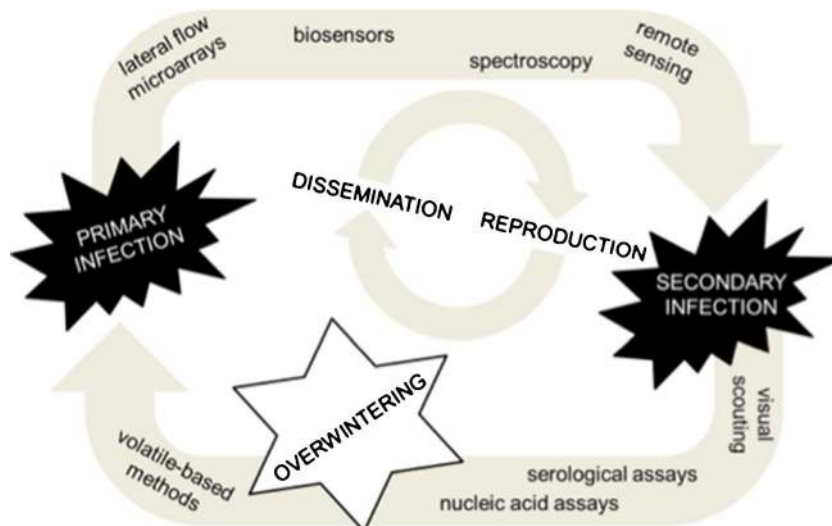 lateral flow
microarrays
biosensors
spectroscopy
remote
sensing
DISSEMINATION
REPRODUCTION
PRIMARY
INFECTION
SECONDARY
INFECTION
OVERWINTERING
visual
scouting
volatile-based
methods
serological assays
nucleic acid assays